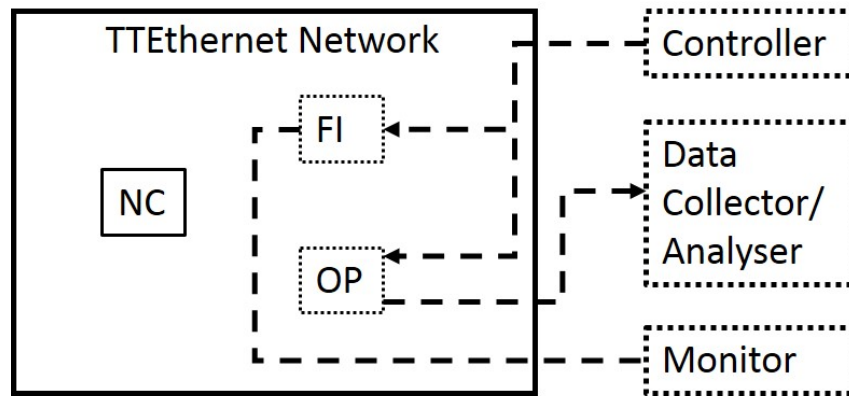 TTEthernet Network
Controller
FI
NC
Data
Collector/
Analyser
OP
Monitor